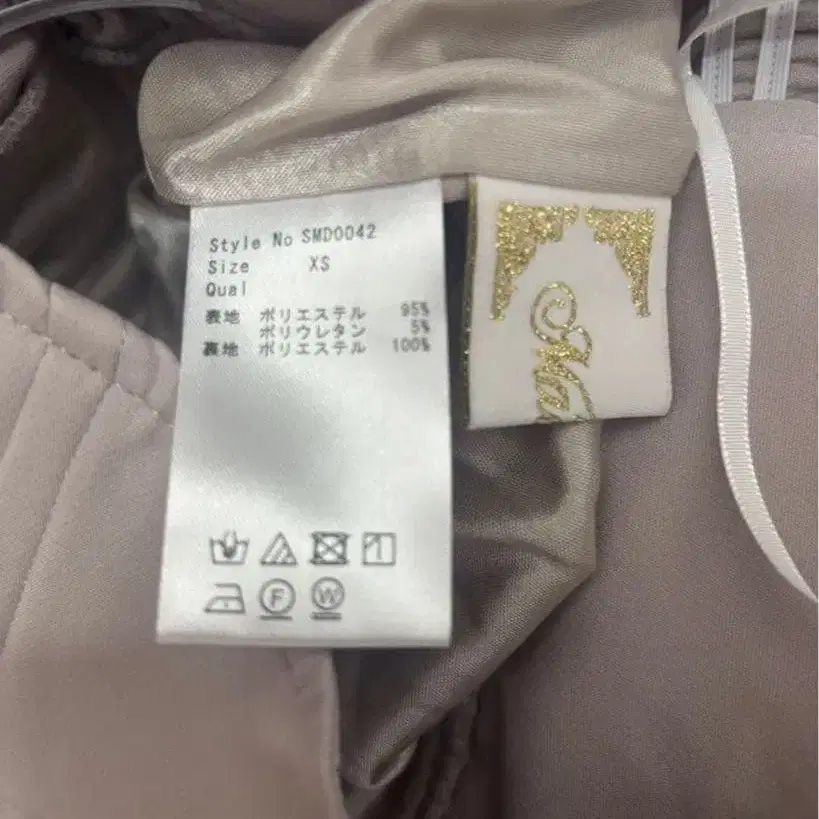 Style No SMD0042
Size XS
Qual
表地 ポリエステル 95%
ポリウレタン 5%
裏地 ポリエステル 100%
F
W